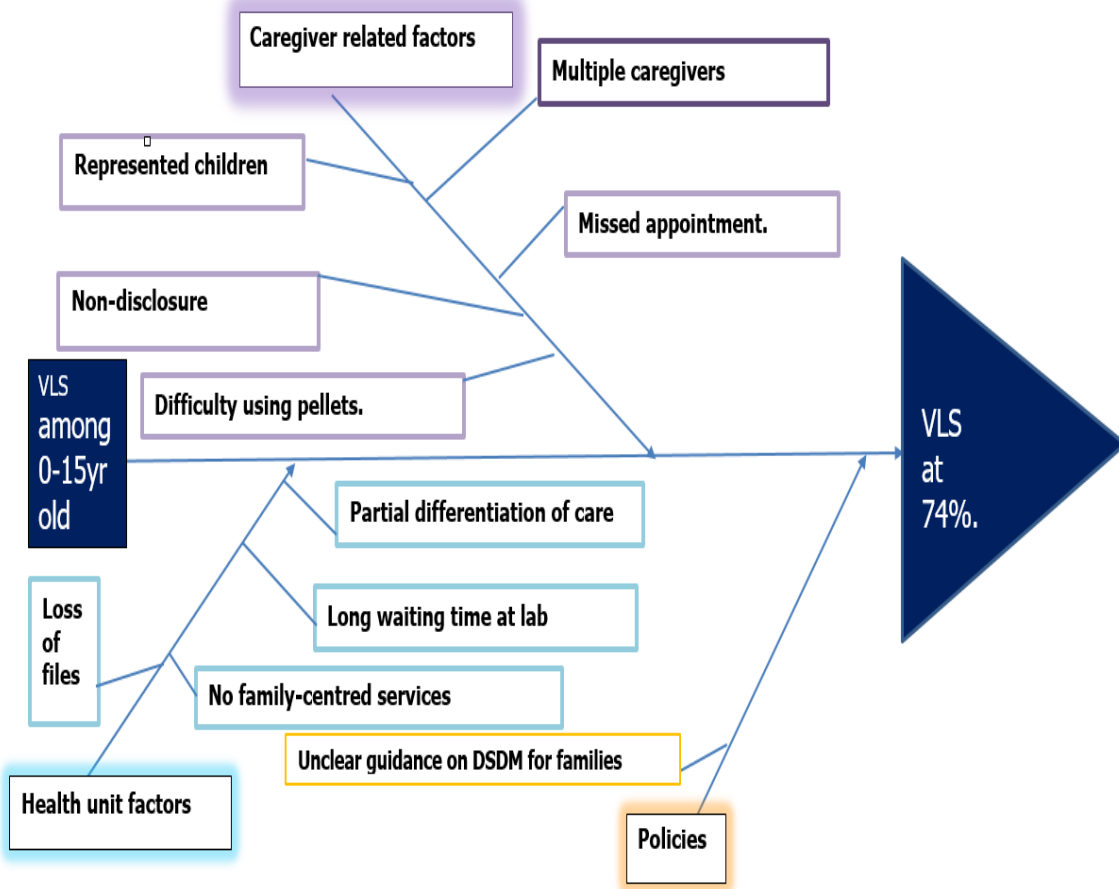 Caregiver related factors
Multiple caregivers
Represented children
Missed appointment.
Non-disclosure
Difficulty using pellets.
VLS
among
0-15yr
old
VLS
at
74%.
Partial differentiation of care
Loss
of
files
Long waiting time at lab
No family-centred services
Unclear guidance on DSDM for families
Health unit factors
Policies